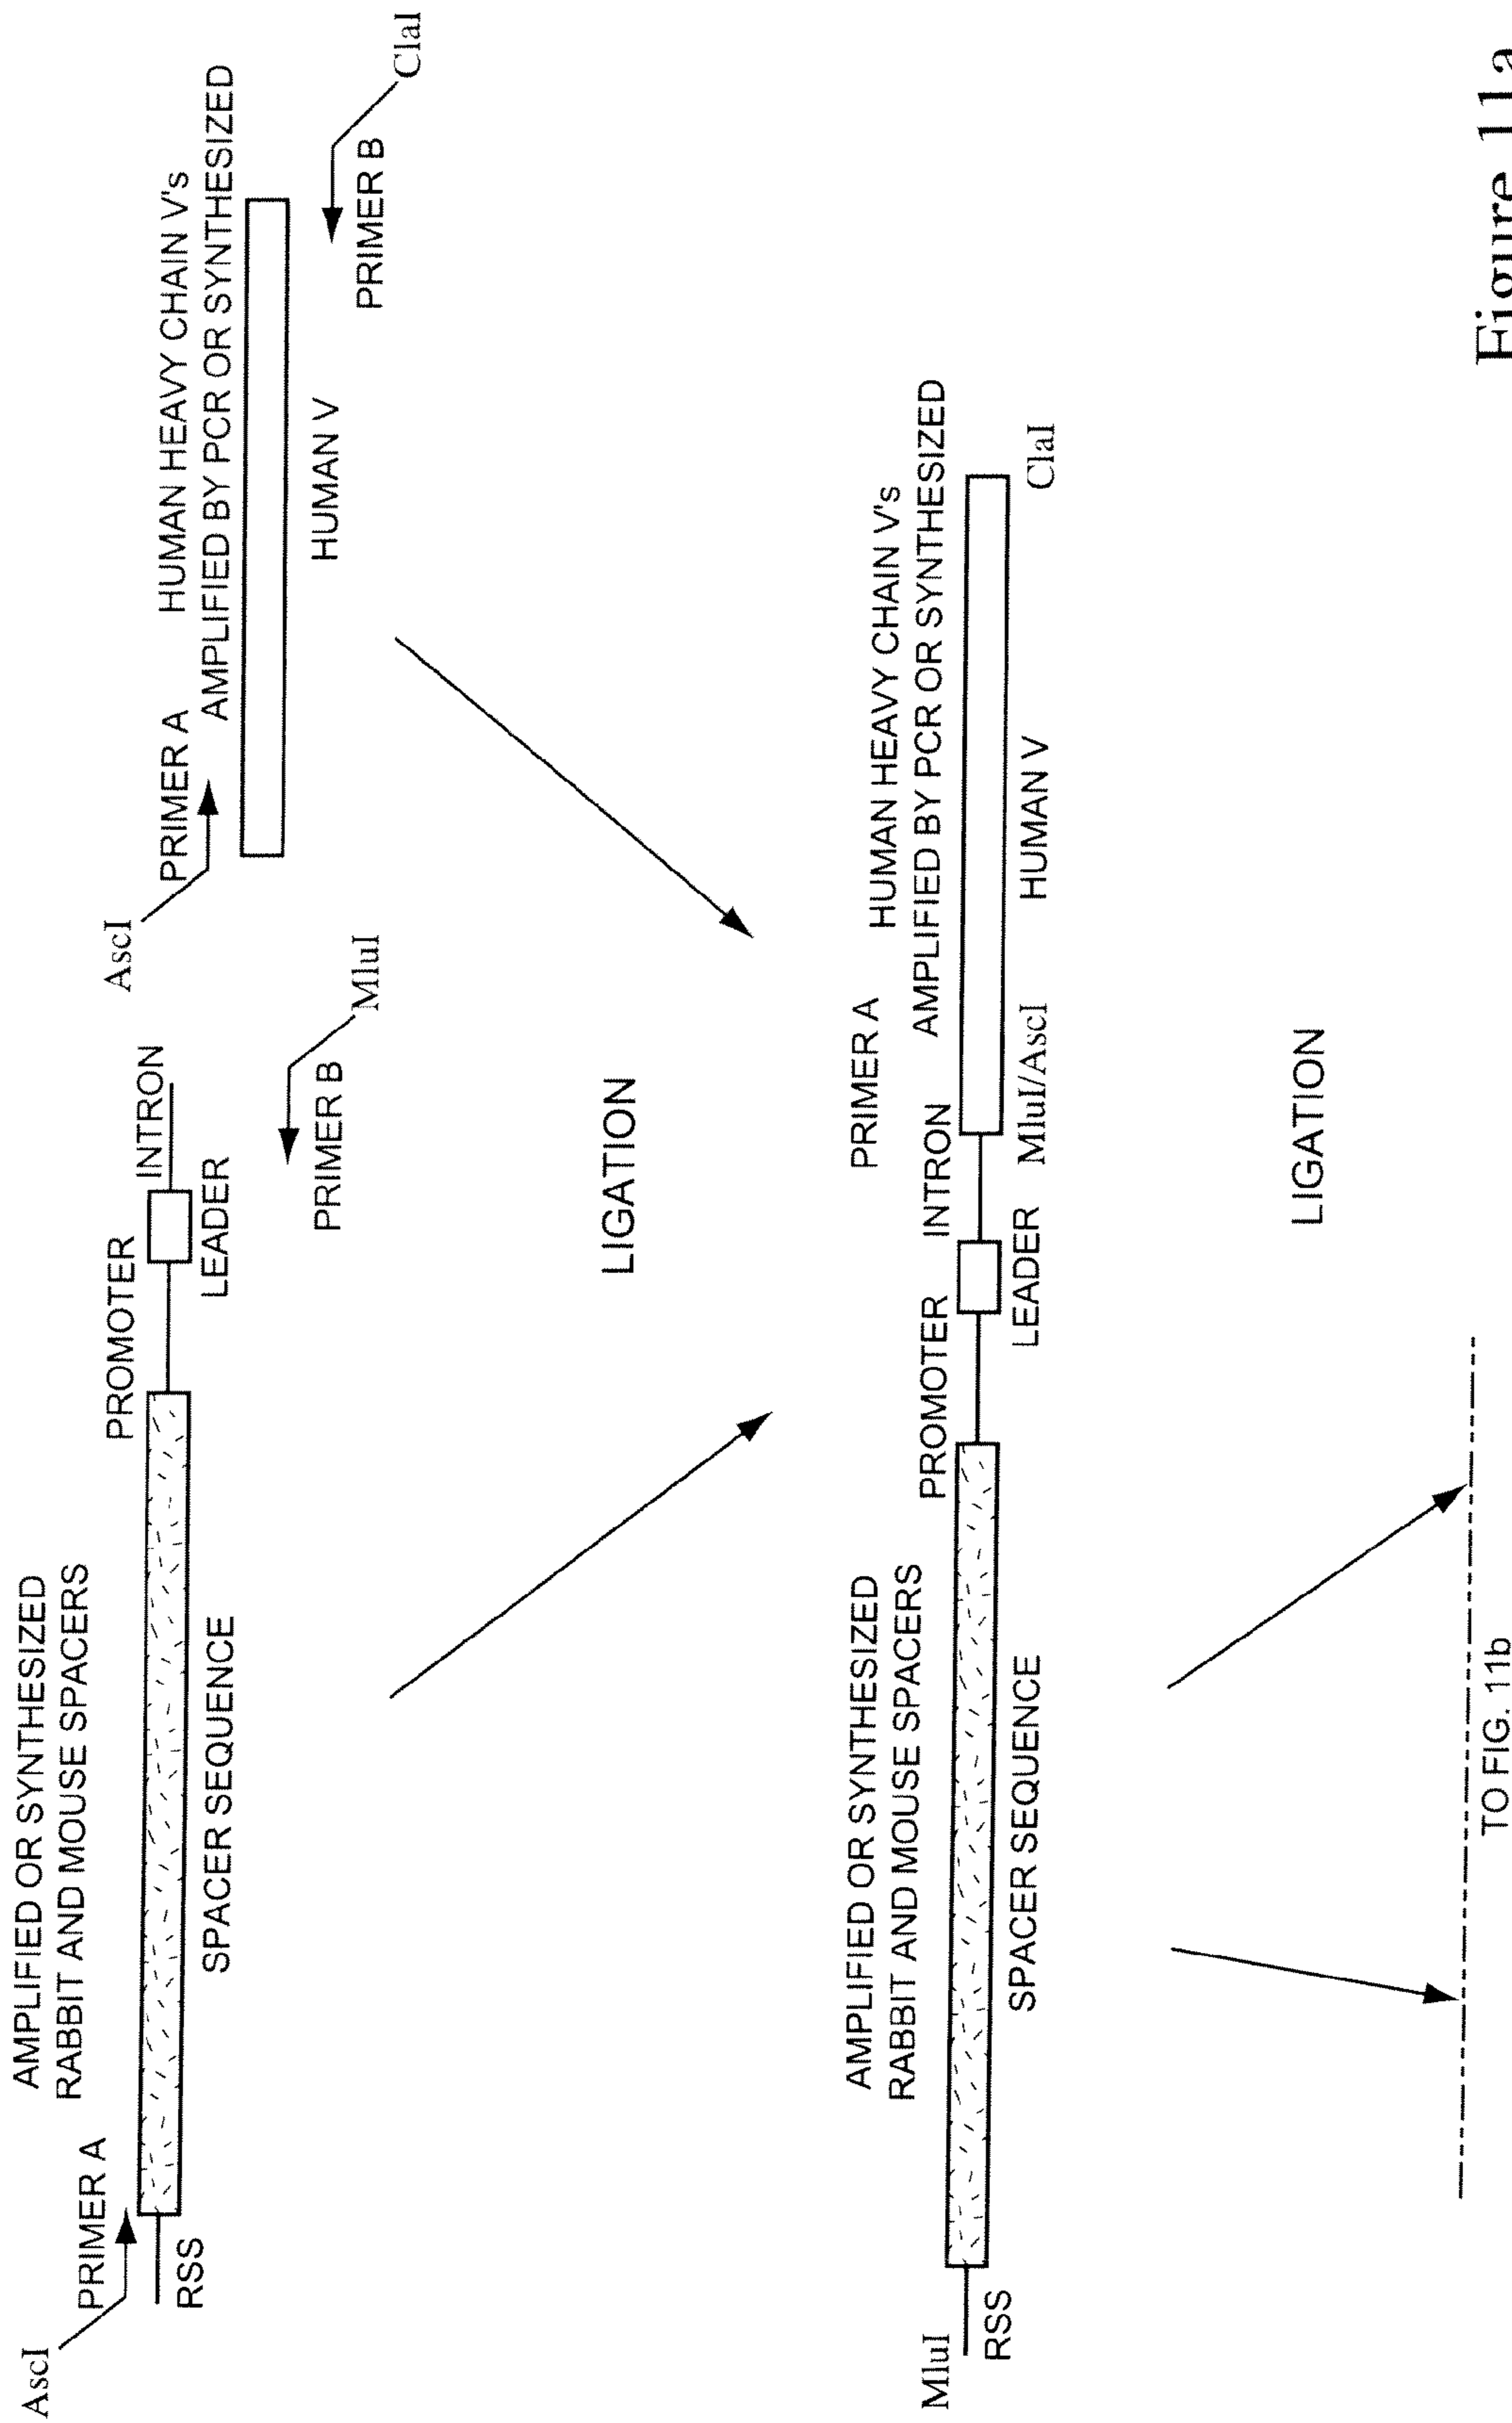 AscI
PRIMER A
AMPLIFIED OR SYNTHESIZED
RABBIT AND MOUSE SPACERS
RSS
SPACER SEQUENCE
PROMOTER
LEADER
INTRON
PRIMER B
MluI
AscI
PRIMER A
HUMAN HEAVY CHAIN V's
AMPLIFIED BY PCR OR SYNTHESIZED
HUMAN V
PRIMER B
ClaI
LIGATION
MluI
RSS
AMPLIFIED OR SYNTHESIZED
RABBIT AND MOUSE SPACERS
SPACER SEQUENCE
PROMOTER
LEADER
INTRON
MluI/AscI
PRIMER A
HUMAN HEAVY CHAIN V's
AMPLIFIED BY PCR OR SYNTHESIZED
HUMAN V
ClaI
LIGATION
TO FIG. 11b
Figure 11a